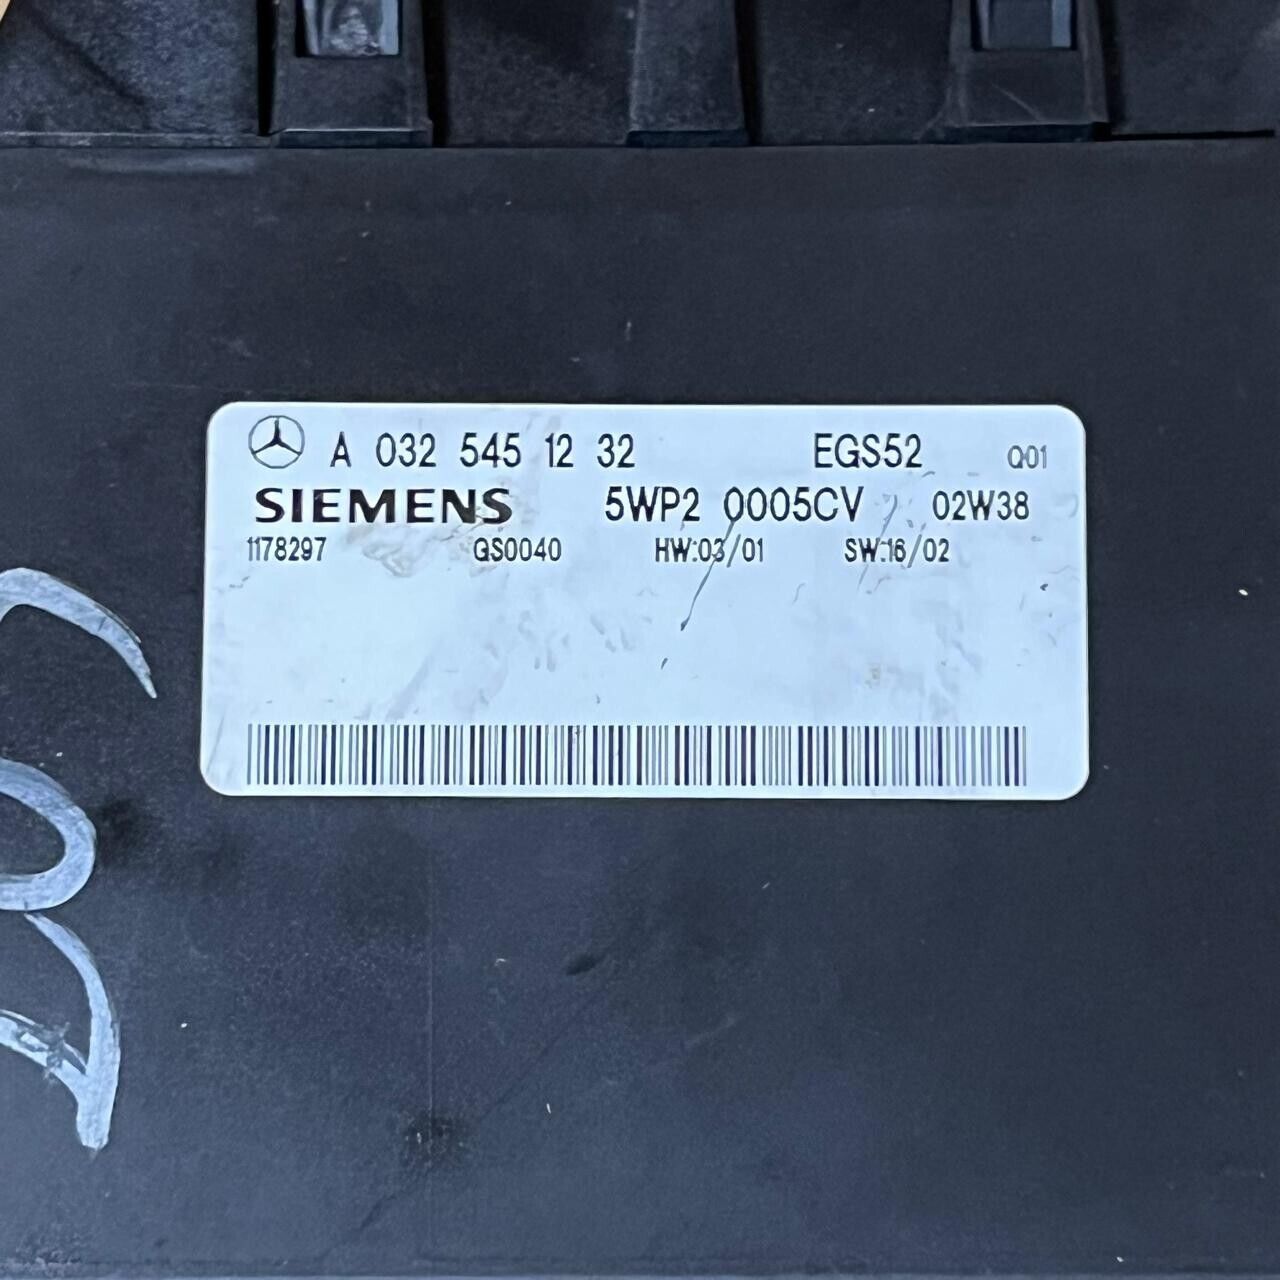 A 032 545 12 32 EGS52 Q01
SIEMENS 5WP2 0005CV 02W38
1178297 GS0040 HW:03/01 SW:16/02